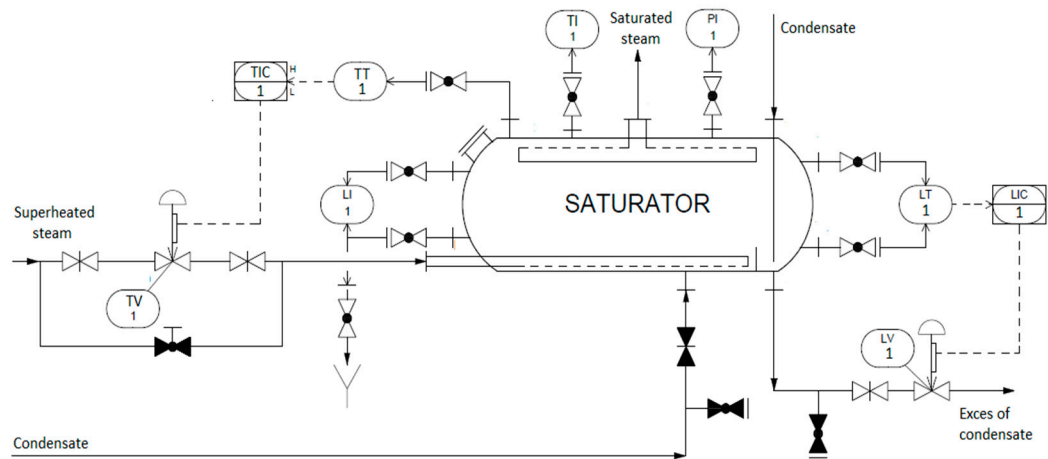 TI
1
Saturated
steam
PI
1
Condensate
TIC
1
H
L
TT
1
LI
1
SATURATOR
LT
1
LIC
1
Superheated
steam
TV
1
LV
1
Exces of
condensate
Condensate